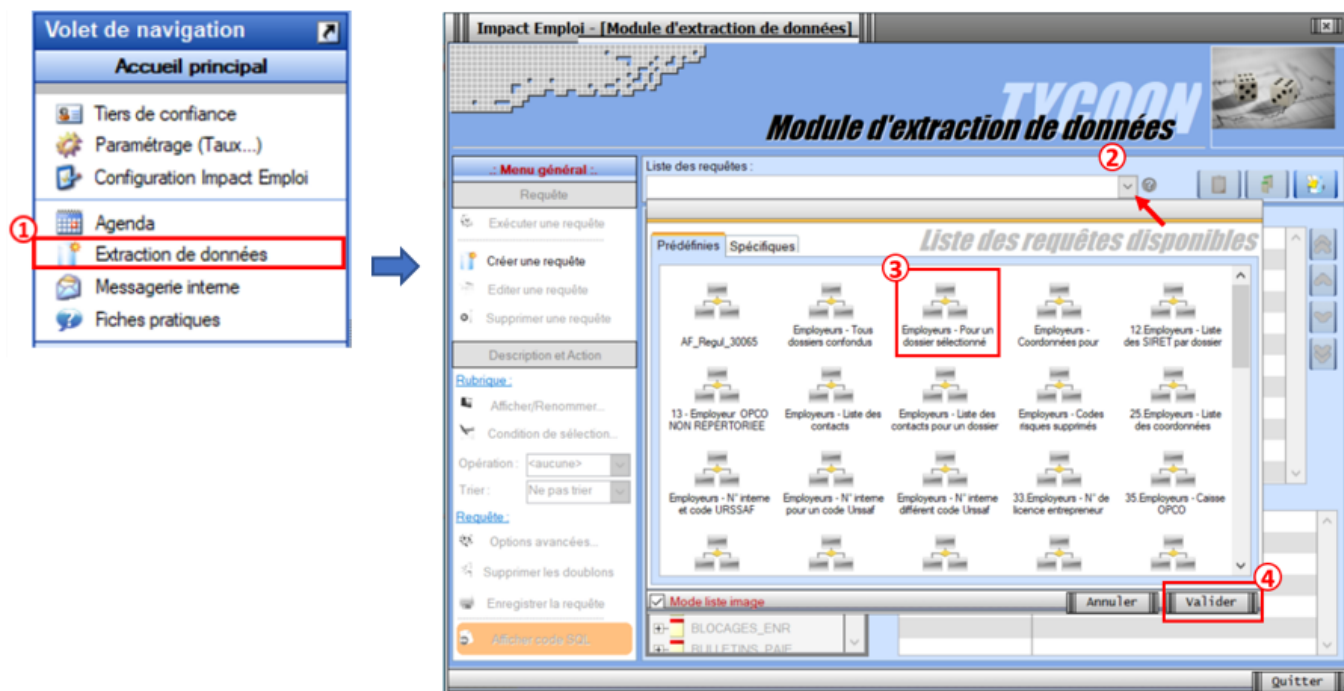 Volet de navigation
Accueil principal
Tiers de confiance
Paramétrage (Taux...)
Configuration Impact Emploi
Agenda
① Extraction de données
Messagerie interne
Fiches pratiques
Impact Emploi - [Module d'extraction de données]
TYCOON
Module d'extraction de données
.: Menu général :.
Requête
Exécuter une requête
Créer une requête
Editer une requête
Supprimer une requête
Description et Action
Rubrique :
Afficher/Renommer...
Condition de sélection...
Opération : <aucune>
Trier : Ne pas trier
Requête :
Options avancées...
Supprimer les doublons
Enregistrer la requête
Afficher code SQL
Liste des requêtes :
②
Prédéfinies Spécifiques
Liste des requêtes disponibles
③
AF_Regul_30065
Employeurs - Tous
dossiers confondus
Employeurs - Pour un
dossier sélectionné
Employeurs -
Coordonnées pour
12.Employeurs - Liste
des SIRET par dossier
13 - Employeur OPCO
NON REPERTORIEE
Employeurs - Liste des
contacts
Employeurs - Liste des
contacts pour un dossier
Employeurs - Codes
risques supprimés
25.Employeurs - Liste
des coordonnées
Employeurs - N° interne
et code URSSAF
Employeurs - N° interne
pour un code Urssaf
Employeurs - N° interne
différent code Urssaf
33.Employeurs - N° de
licence entrepreneur
35.Employeurs - Caisse
OPCO
④
Mode liste image
Annuler
Valider
BLOCAGES_ENR
BULLETINS_PAIE
Quitter